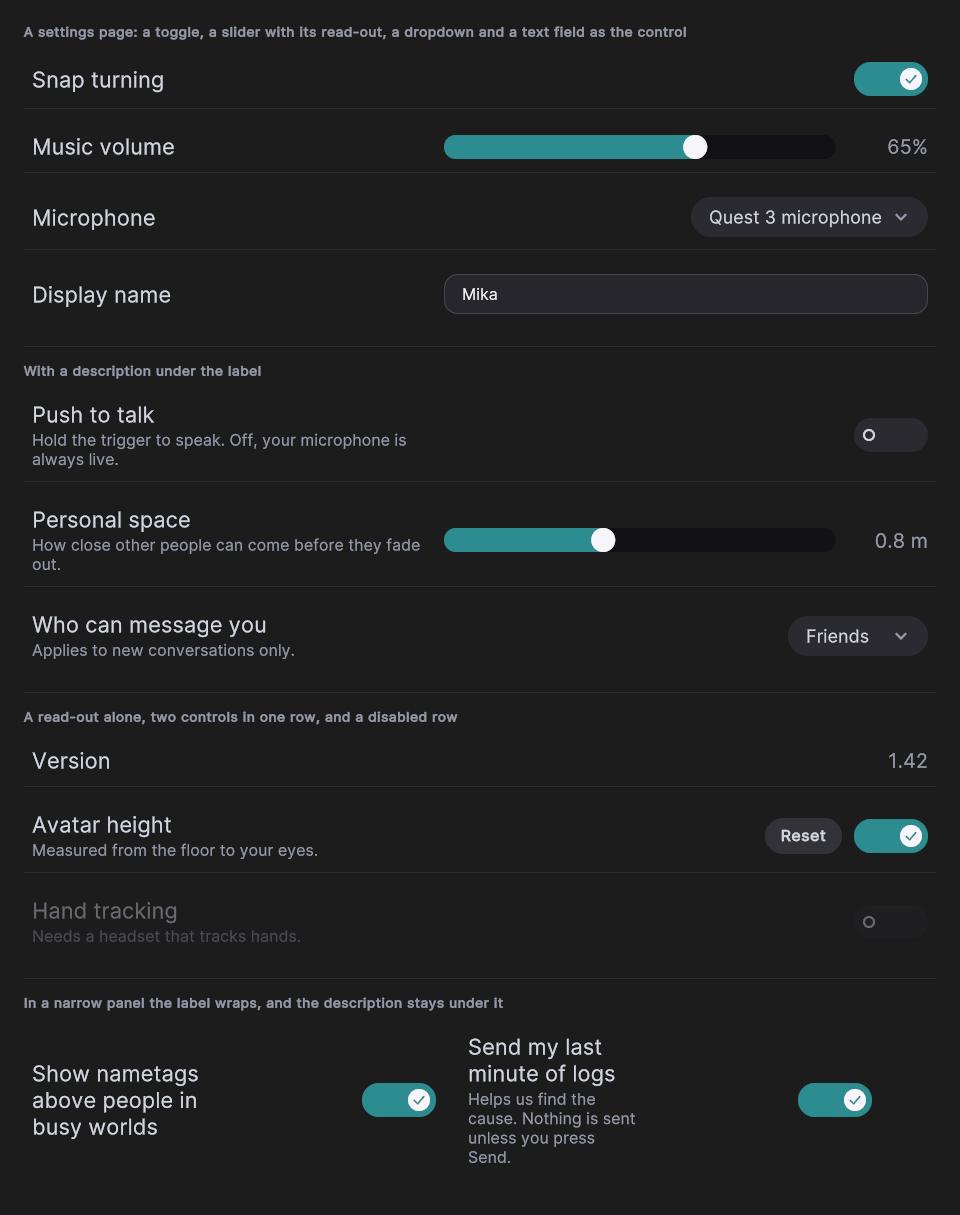 A settings page: a toggle, a slider with its read-out, a dropdown and a text field as the control
Snap turning
Music volume
65%
Microphone
Quest 3 microphone
Display name
Mika
With a description under the label
Push to talk
Hold the trigger to speak. Off, your microphone is
always live.
Personal space
How close other people can come before they fade
out.
0.8 m
Who can message you
Applies to new conversations only.
Friends
A read-out alone, two controls in one row, and a disabled row
Version
1.42
Avatar height
Measured from the floor to your eyes.
Reset
Hand tracking
Needs a headset that tracks hands.
In a narrow panel the label wraps, and the description stays under it
Show nametags
above people in
busy worlds
Send my last
minute of logs
Helps us find the
cause. Nothing is sent
unless you press
Send.